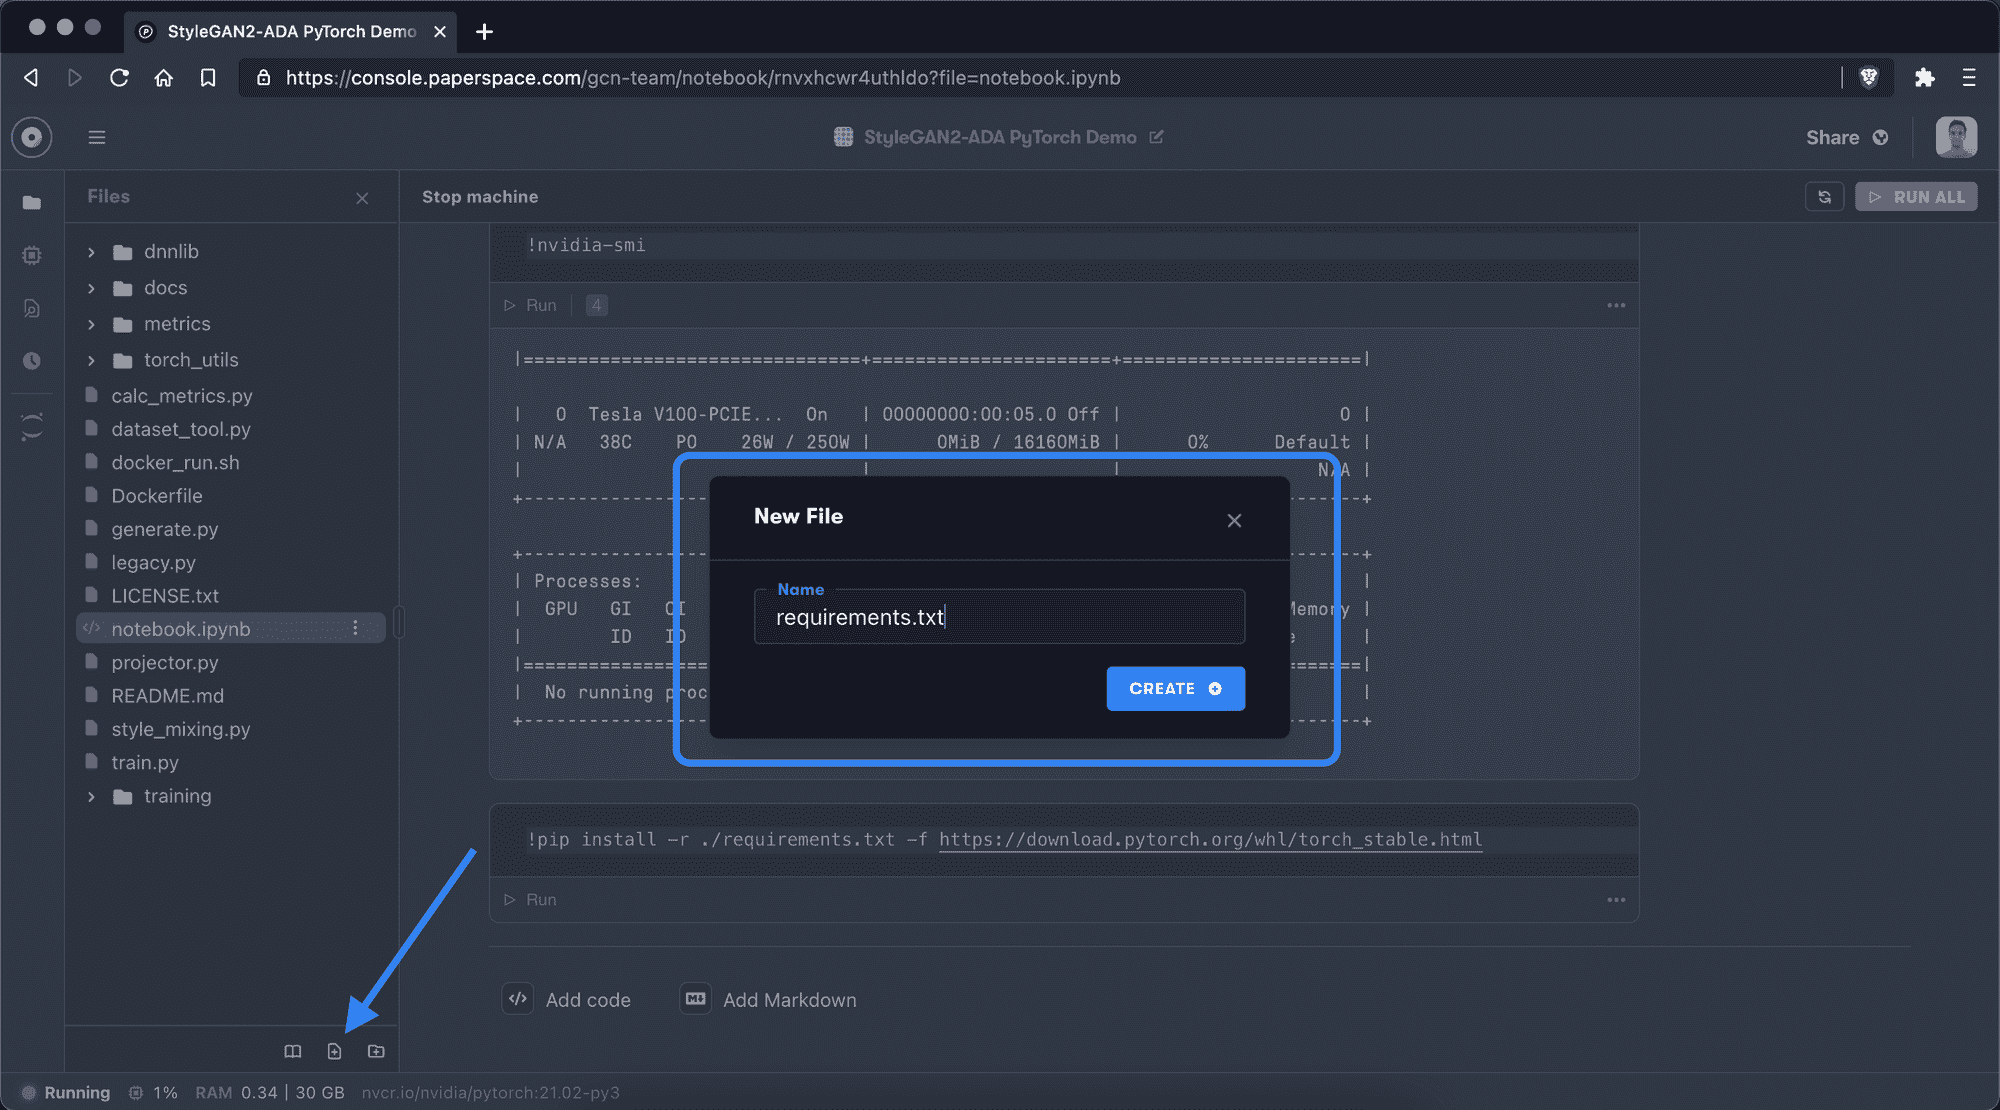 StyleGAN2-ADA PyTorch Demo
https://console.paperspace.com/gcn-team/notebook/rnvxhcwr4uthldo?file=notebook.ipynb
StyleGAN2-ADA PyTorch Demo
Share
Files
Stop machine
RUN ALL
dnnlib
docs
metrics
torch_utils
calc_metrics.py
dataset_tool.py
docker_run.sh
Dockerfile
generate.py
legacy.py
LICENSE.txt
</> notebook.ipynb
projector.py
README.md
style_mixing.py
train.py
training
!nvidia-smi
Run 4
|===============================+======================+======================|
| 0 Tesla V100-PCIE... On | 00000000:00:05.0 Off | 0 |
| N/A 38C P0 26W / 250W | 0MiB / 16160MiB | 0% Default |
| | | N/A |
| Processes: |
| GPU GI CI Memory |
| ID ID |
| No running proc |
New File
Name
requirements.txt
CREATE
!pip install -r ./requirements.txt -f https://download.pytorch.org/whl/torch_stable.html
Run
</> Add code
Add Markdown
Running 1% RAM 0.34 | 30 GB nvcr.io/nvidia/pytorch:21.02-py3